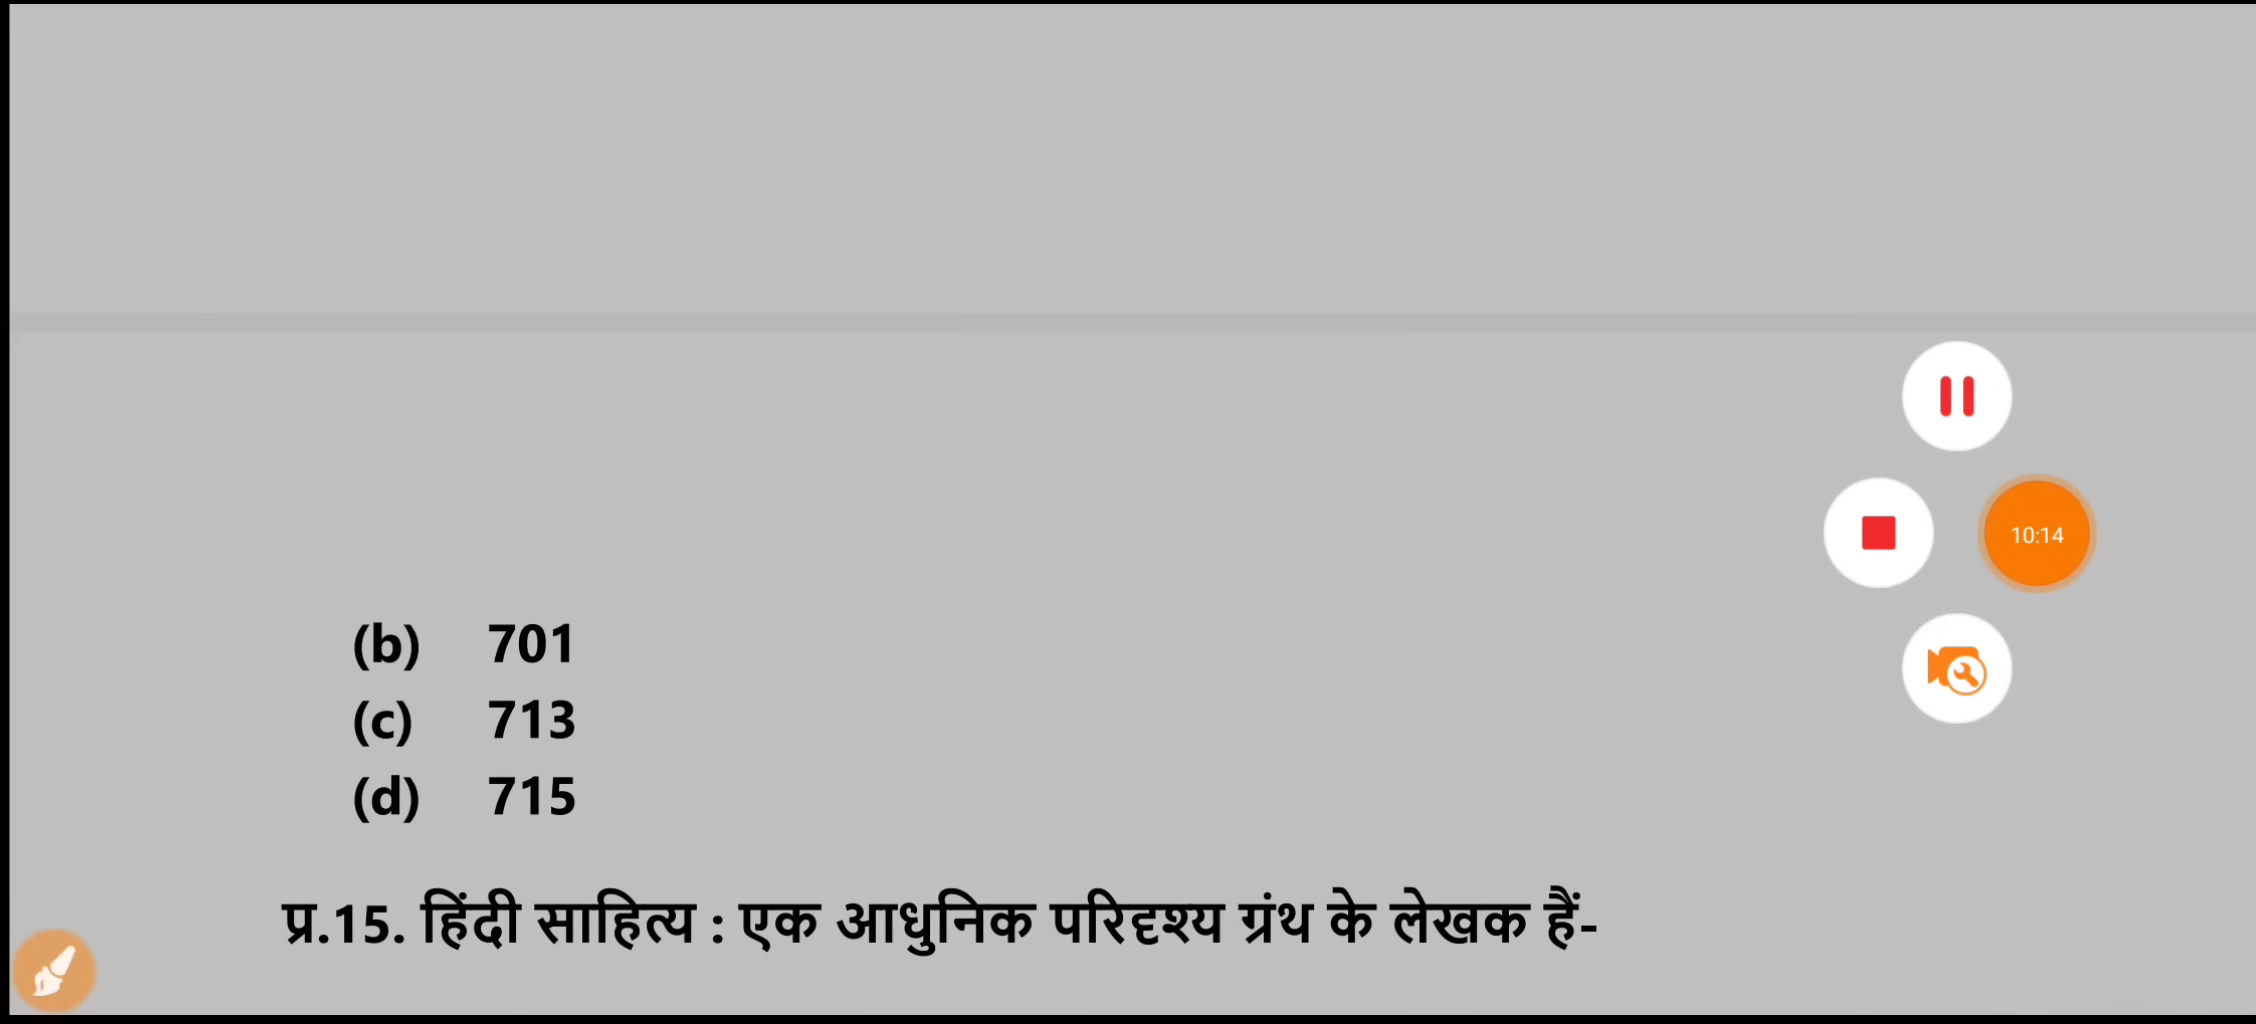 10:14
(b) 701
(c) 713
(d) 715
प्र.15. हिंदी साहित्य : एक आधुनिक परिदृश्य ग्रंथ के लेखक हैं-